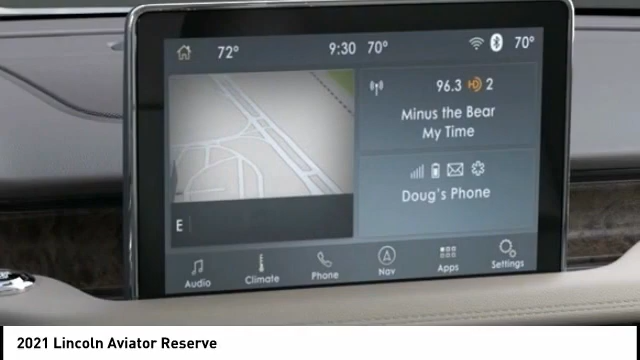 72° 9:30 70° 70°
96.3 HD 2
Minus the Bear
My Time
Doug's Phone
E
Audio Climate Phone Nav Apps Settings
2021 Lincoln Aviator Reserve